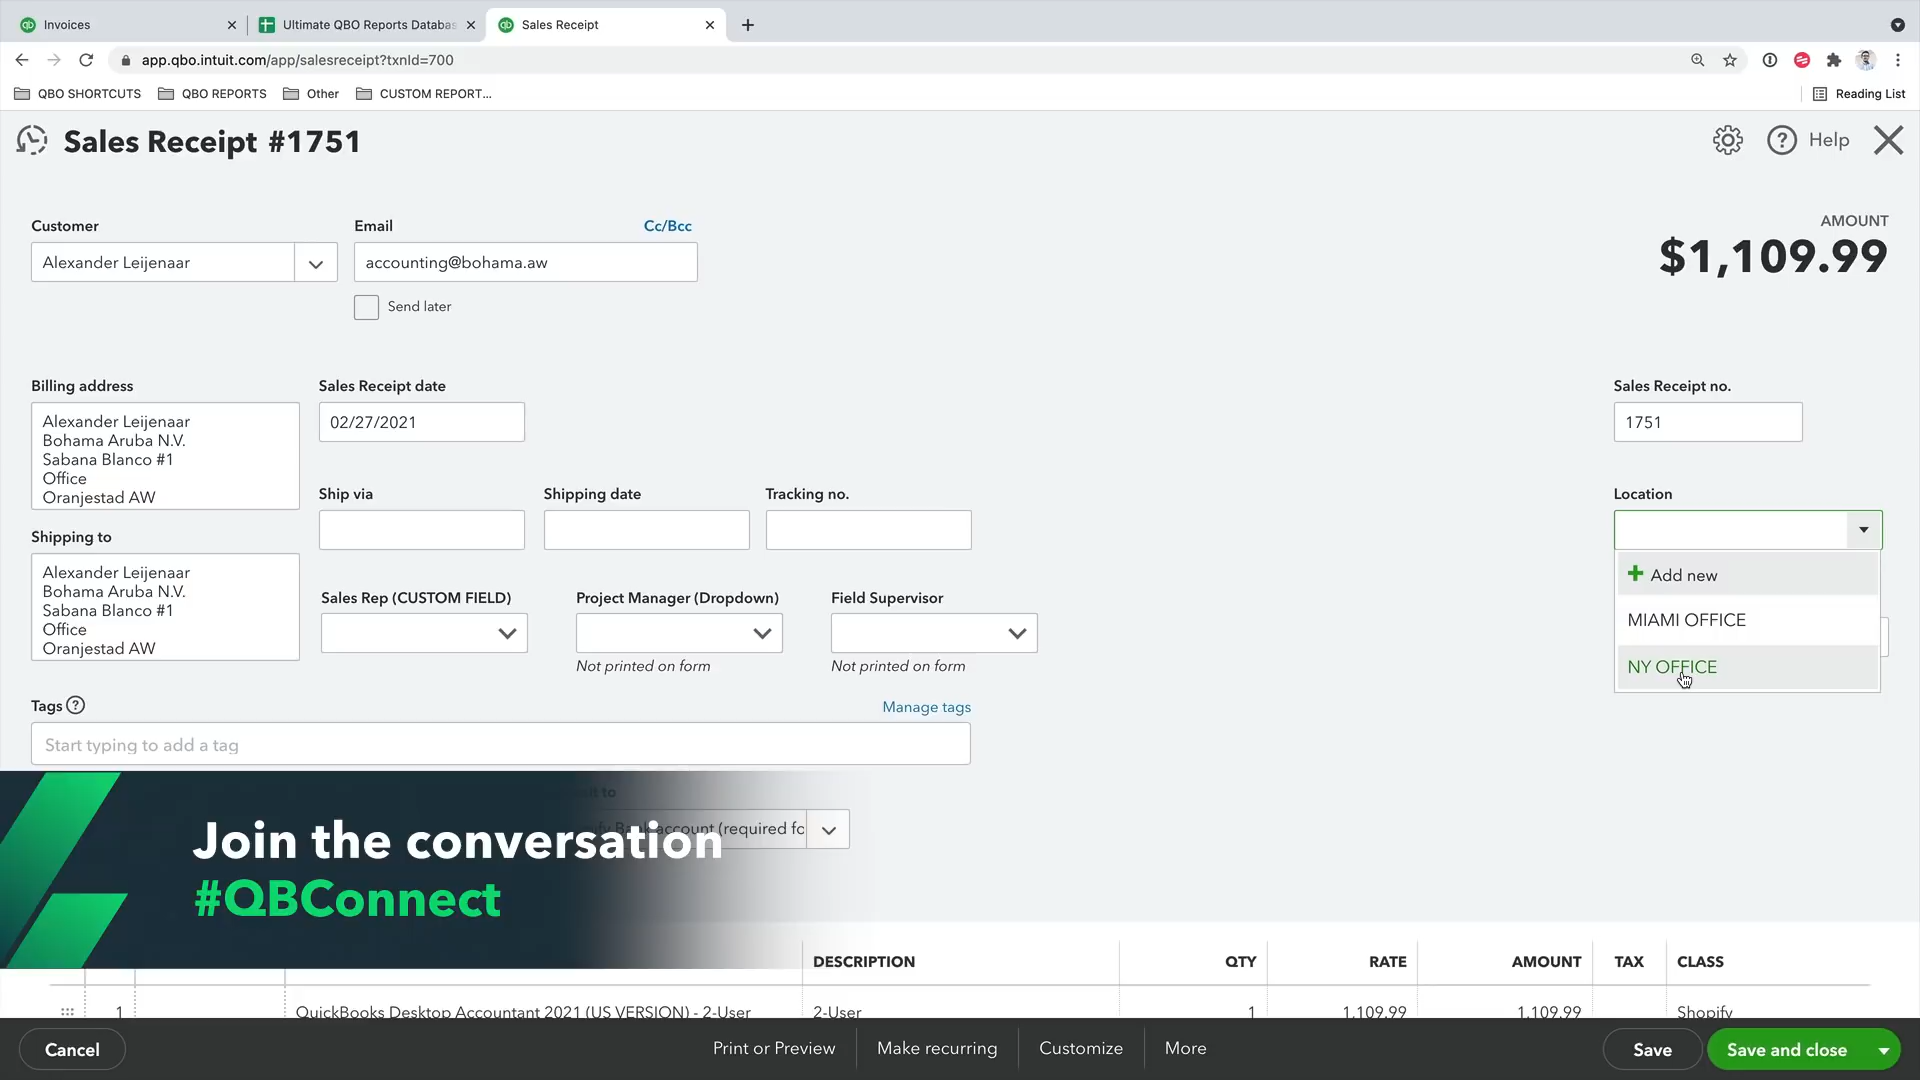 Invoices
Ultimate QBO Reports Databas
Sales Receipt
app.qbo.intuit.com/app/salesreceipt?txnId=700
QBO SHORTCUTS
QBO REPORTS
Other
CUSTOM REPORT...
Reading List
Sales Receipt #1751
Help
Customer
Email
Cc/Bcc
AMOUNT
Alexander Leijenaar
accounting@bohama.aw
$1,109.99
Send later
Billing address
Sales Receipt date
Sales Receipt no.
Alexander Leijenaar
Bohama Aruba N.V.
Sabana Blanco #1
Office
Oranjestad AW
02/27/2021
1751
Ship via
Shipping date
Tracking no.
Location
Shipping to
Alexander Leijenaar
Bohama Aruba N.V.
Sabana Blanco #1
Office
Oranjestad AW
Add new
MIAMI OFFICE
NY OFFICE
Sales Rep (CUSTOM FIELD)
Project Manager (Dropdown)
Field Supervisor
Not printed on form
Not printed on form
Tags
Manage tags
Start typing to add a tag
account (required fo
Join the conversation
#QBConnect
DESCRIPTION
QTY
RATE
AMOUNT
TAX
CLASS
1
QuickBooks Desktop Accountant 2021 (US VERSION) - 2-User
2-User
1
1,109.99
1,109.99
Shopify
Cancel
Print or Preview
Make recurring
Customize
More
Save
Save and close